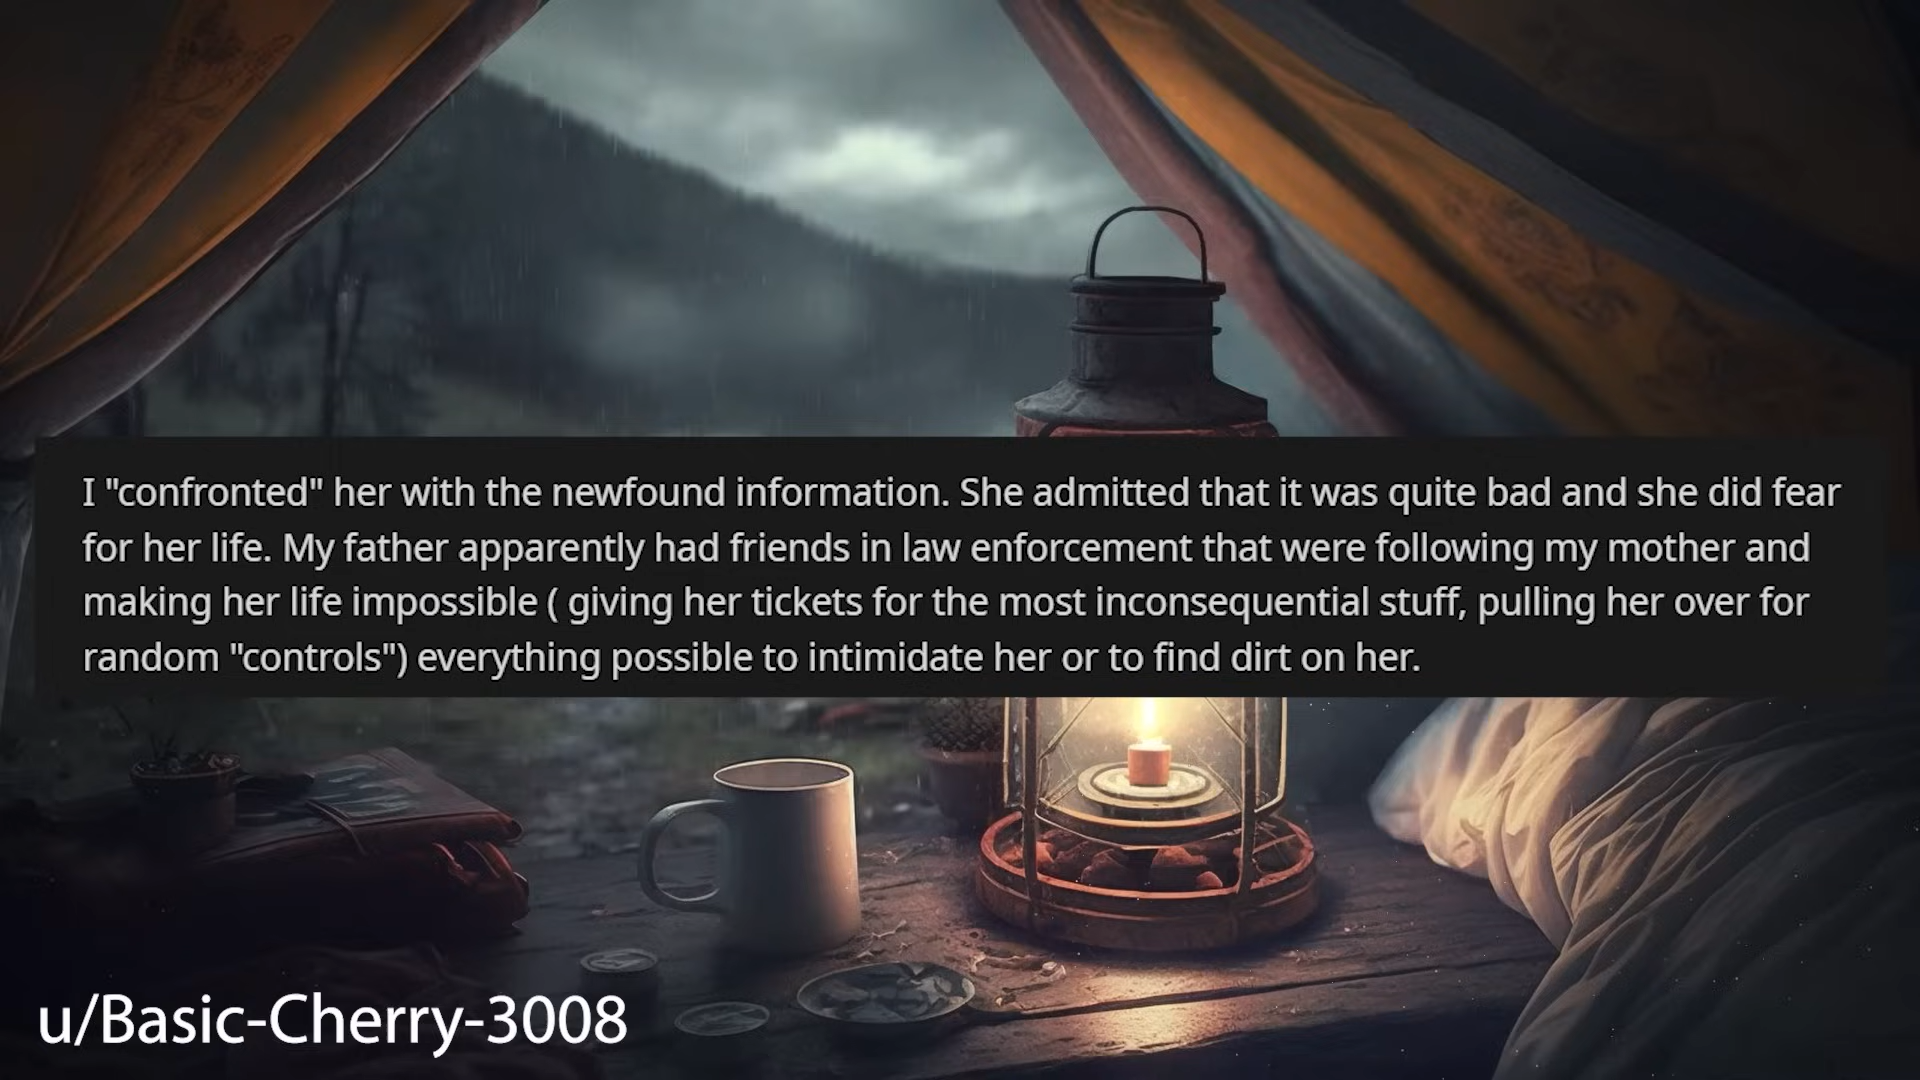 I "confronted" her with the newfound information. She admitted that it was quite bad and she did fear
for her life. My father apparently had friends in law enforcement that were following my mother and
making her life impossible ( giving her tickets for the most inconsequential stuff, pulling her over for
random "controls") everything possible to intimidate her or to find dirt on her.
u/Basic-Cherry-3008